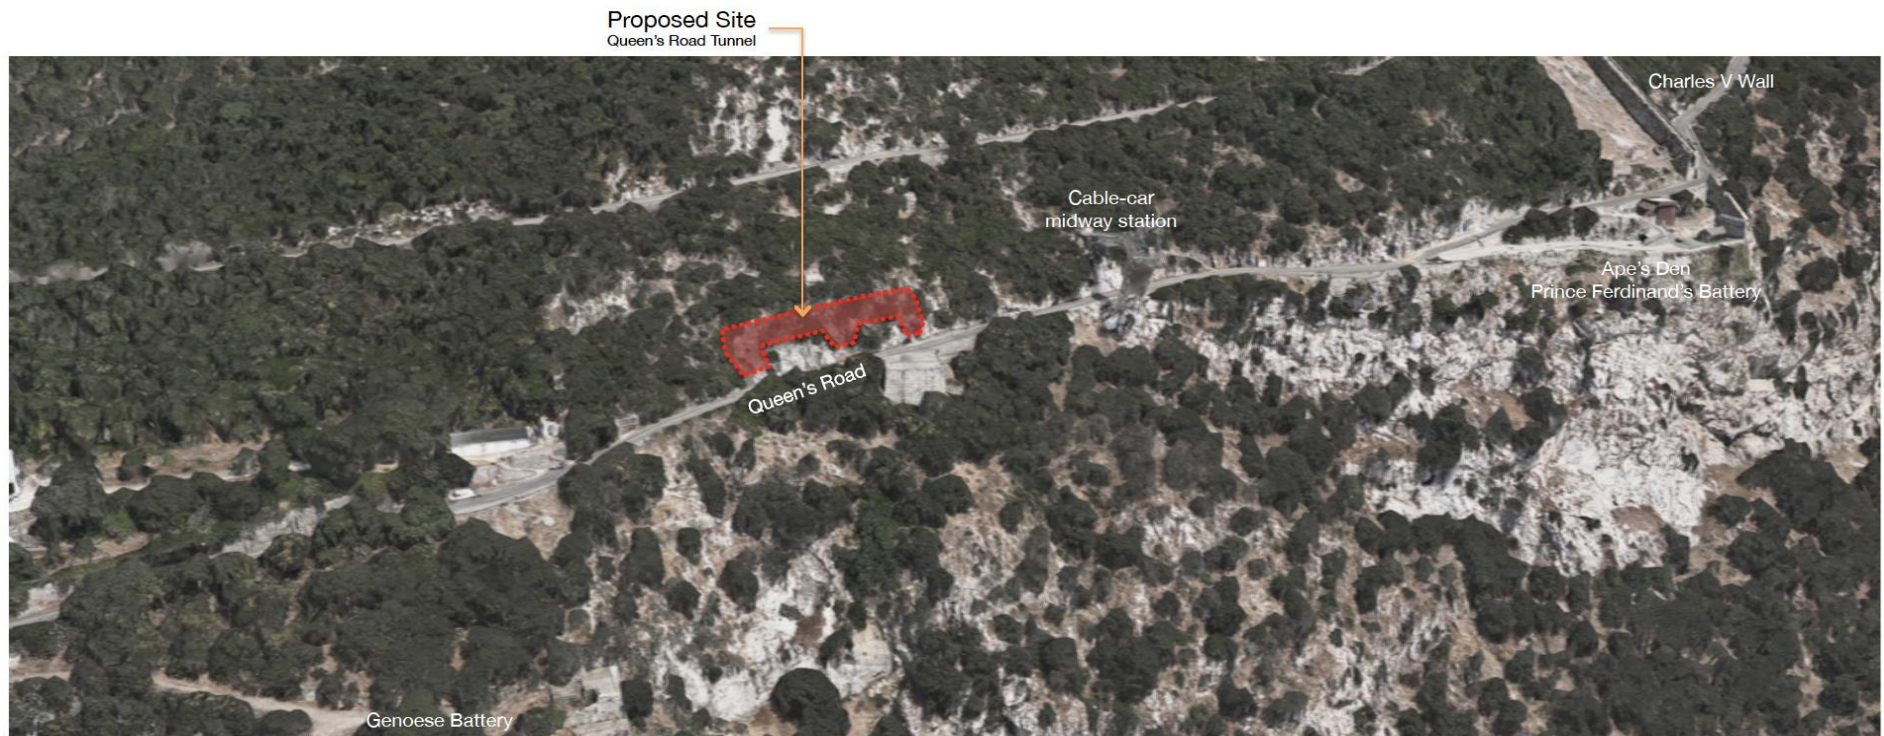 Proposed Site
Queen's Road Tunnel
Charles V Wall
Cable-car
midway station
Ape's Den
Prince Ferdinand's Battery
Queen's Road
Genoese Battery